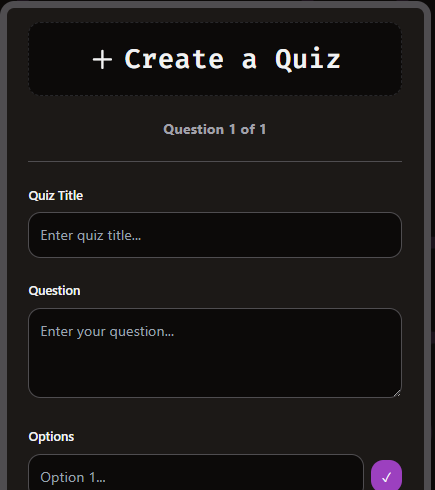 + Create a Quiz
Question 1 of 1
Quiz Title
Enter quiz title...
Question
Enter your question...
Options
Option 1...
✓